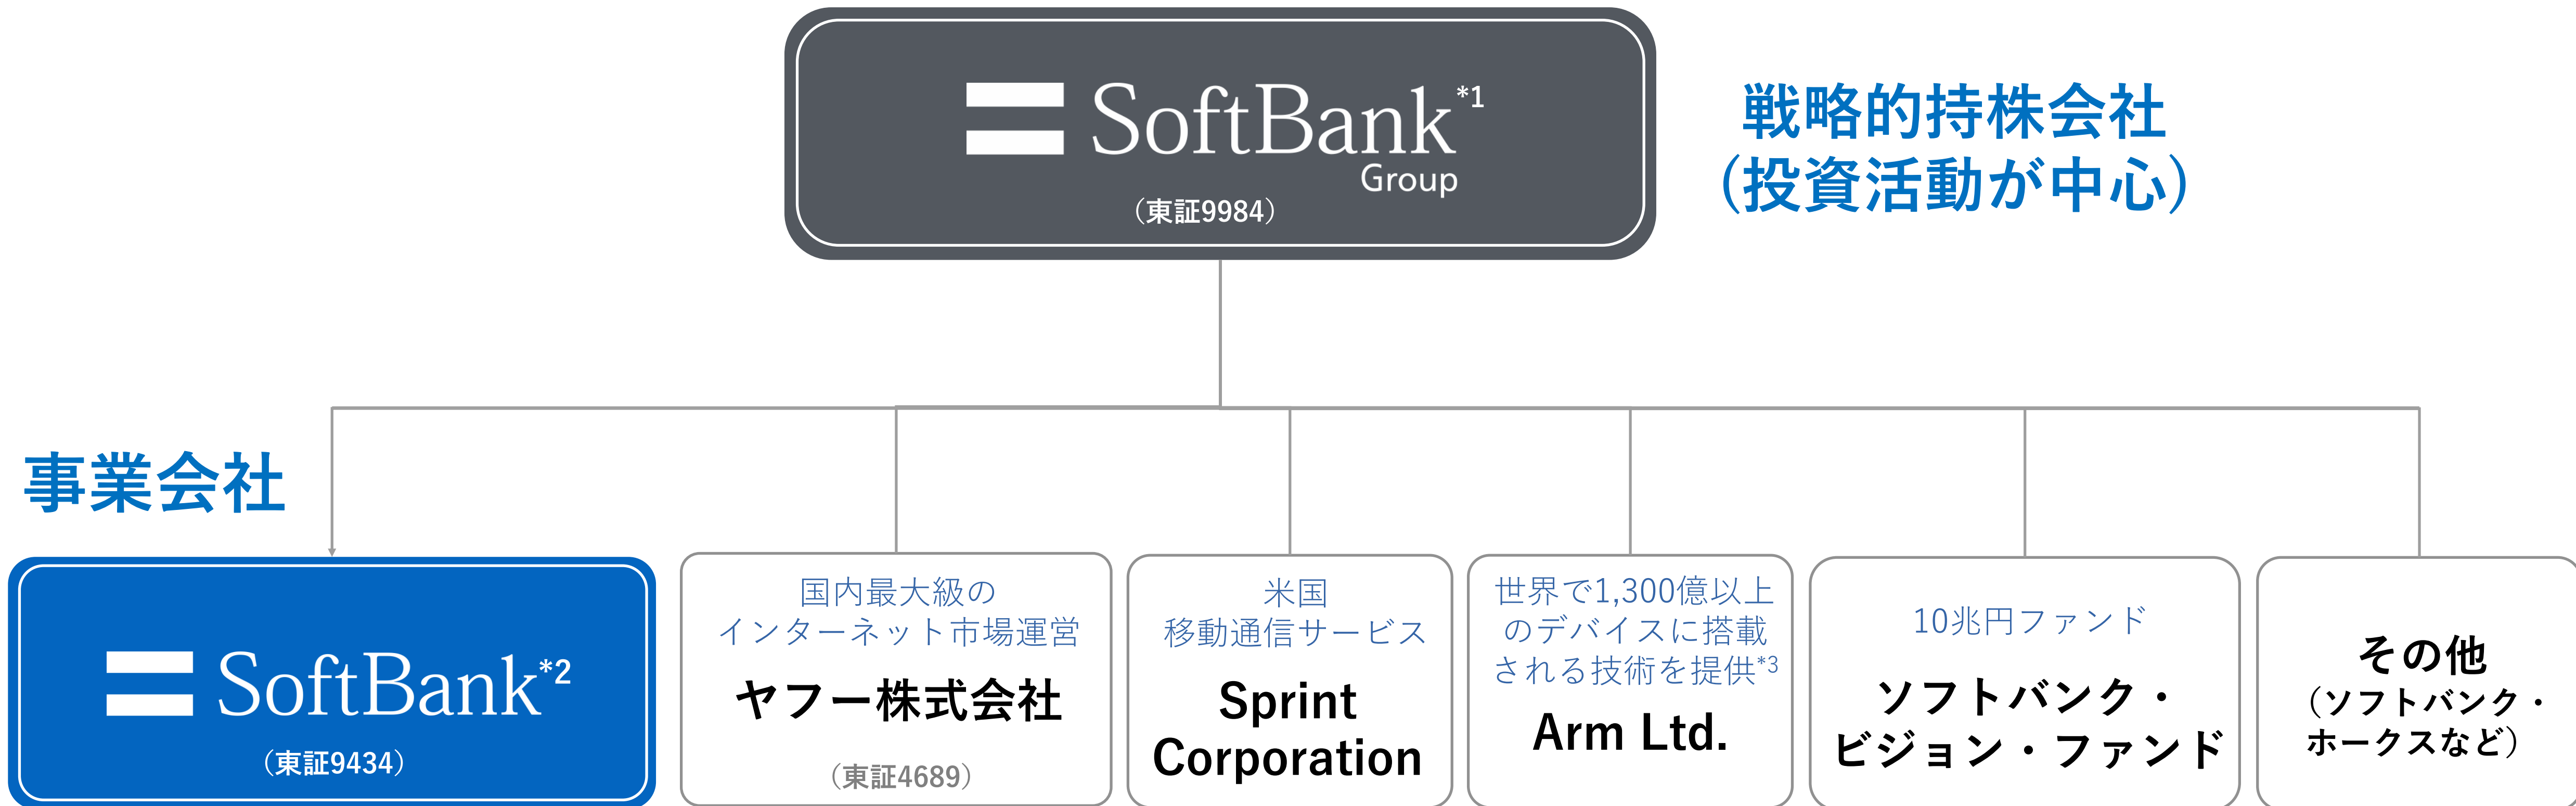 SoftBank*1
Group
（東証9984）
戦略的持株会社
（投資活動が中心）
事業会社
SoftBank*2
（東証9434）
国内最大級の
インターネット市場運営
ヤフー株式会社
（東証4689）
米国
移動通信サービス
Sprint
Corporation
世界で1,300億以上
のデバイスに搭載
される技術を提供*3
Arm Ltd.
10兆円ファンド
ソフトバンク・
ビジョン・ファンド
その他
（ソフトバンク・
ホークスなど）